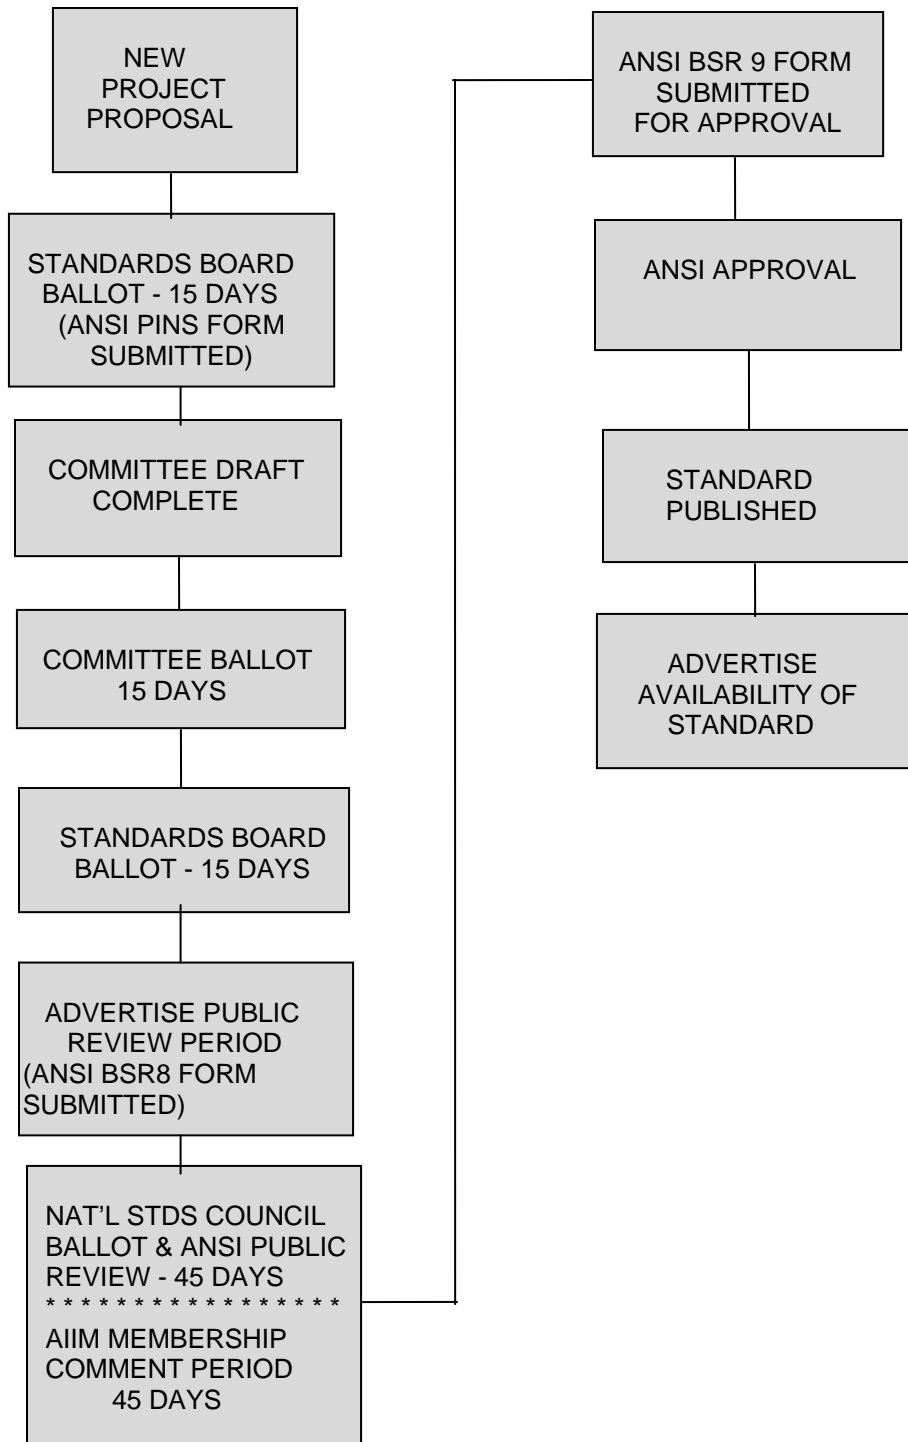 NEW
PROJECT
PROPOSAL
STANDARDS BOARD
BALLOT - 15 DAYS
(ANSI PINS FORM
SUBMITTED)
COMMITTEE DRAFT
COMPLETE
COMMITTEE BALLOT
15 DAYS
STANDARDS BOARD
BALLOT - 15 DAYS
ADVERTISE PUBLIC
REVIEW PERIOD
(ANSI BSR8 FORM
SUBMITTED)
NAT'L STDS COUNCIL
BALLOT & ANSI PUBLIC
REVIEW - 45 DAYS
* * * * * * * * * * * * * * * * *
AIIM MEMBERSHIP
COMMENT PERIOD
45 DAYS
ANSI BSR 9 FORM
SUBMITTED
FOR APPROVAL
ANSI APPROVAL
STANDARD
PUBLISHED
ADVERTISE
AVAILABILITY OF
STANDARD